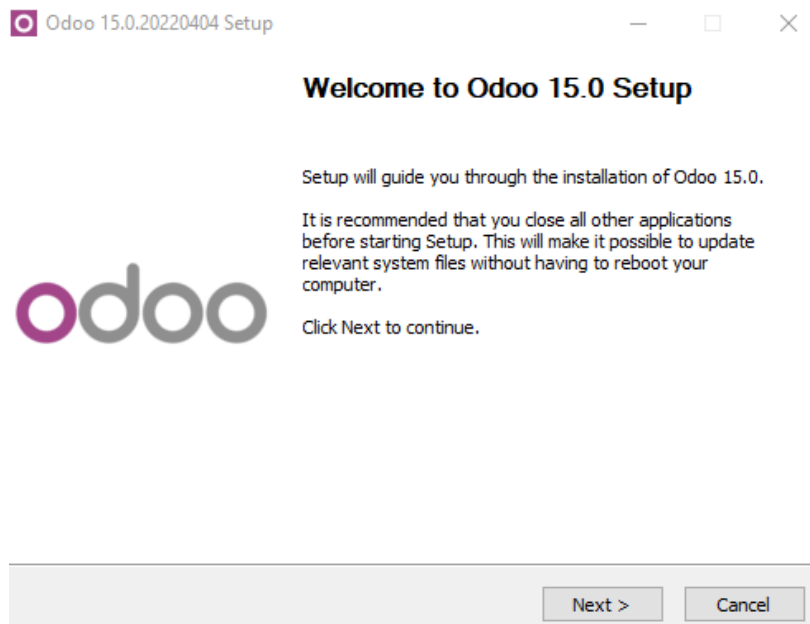 Odoo 15.0.20220404 Setup
Welcome to Odoo 15.0 Setup
Setup will guide you through the installation of Odoo 15.0.
It is recommended that you close all other applications
before starting Setup. This will make it possible to update
relevant system files without having to reboot your
computer.
odoo
Click Next to continue.
Next >
Cancel